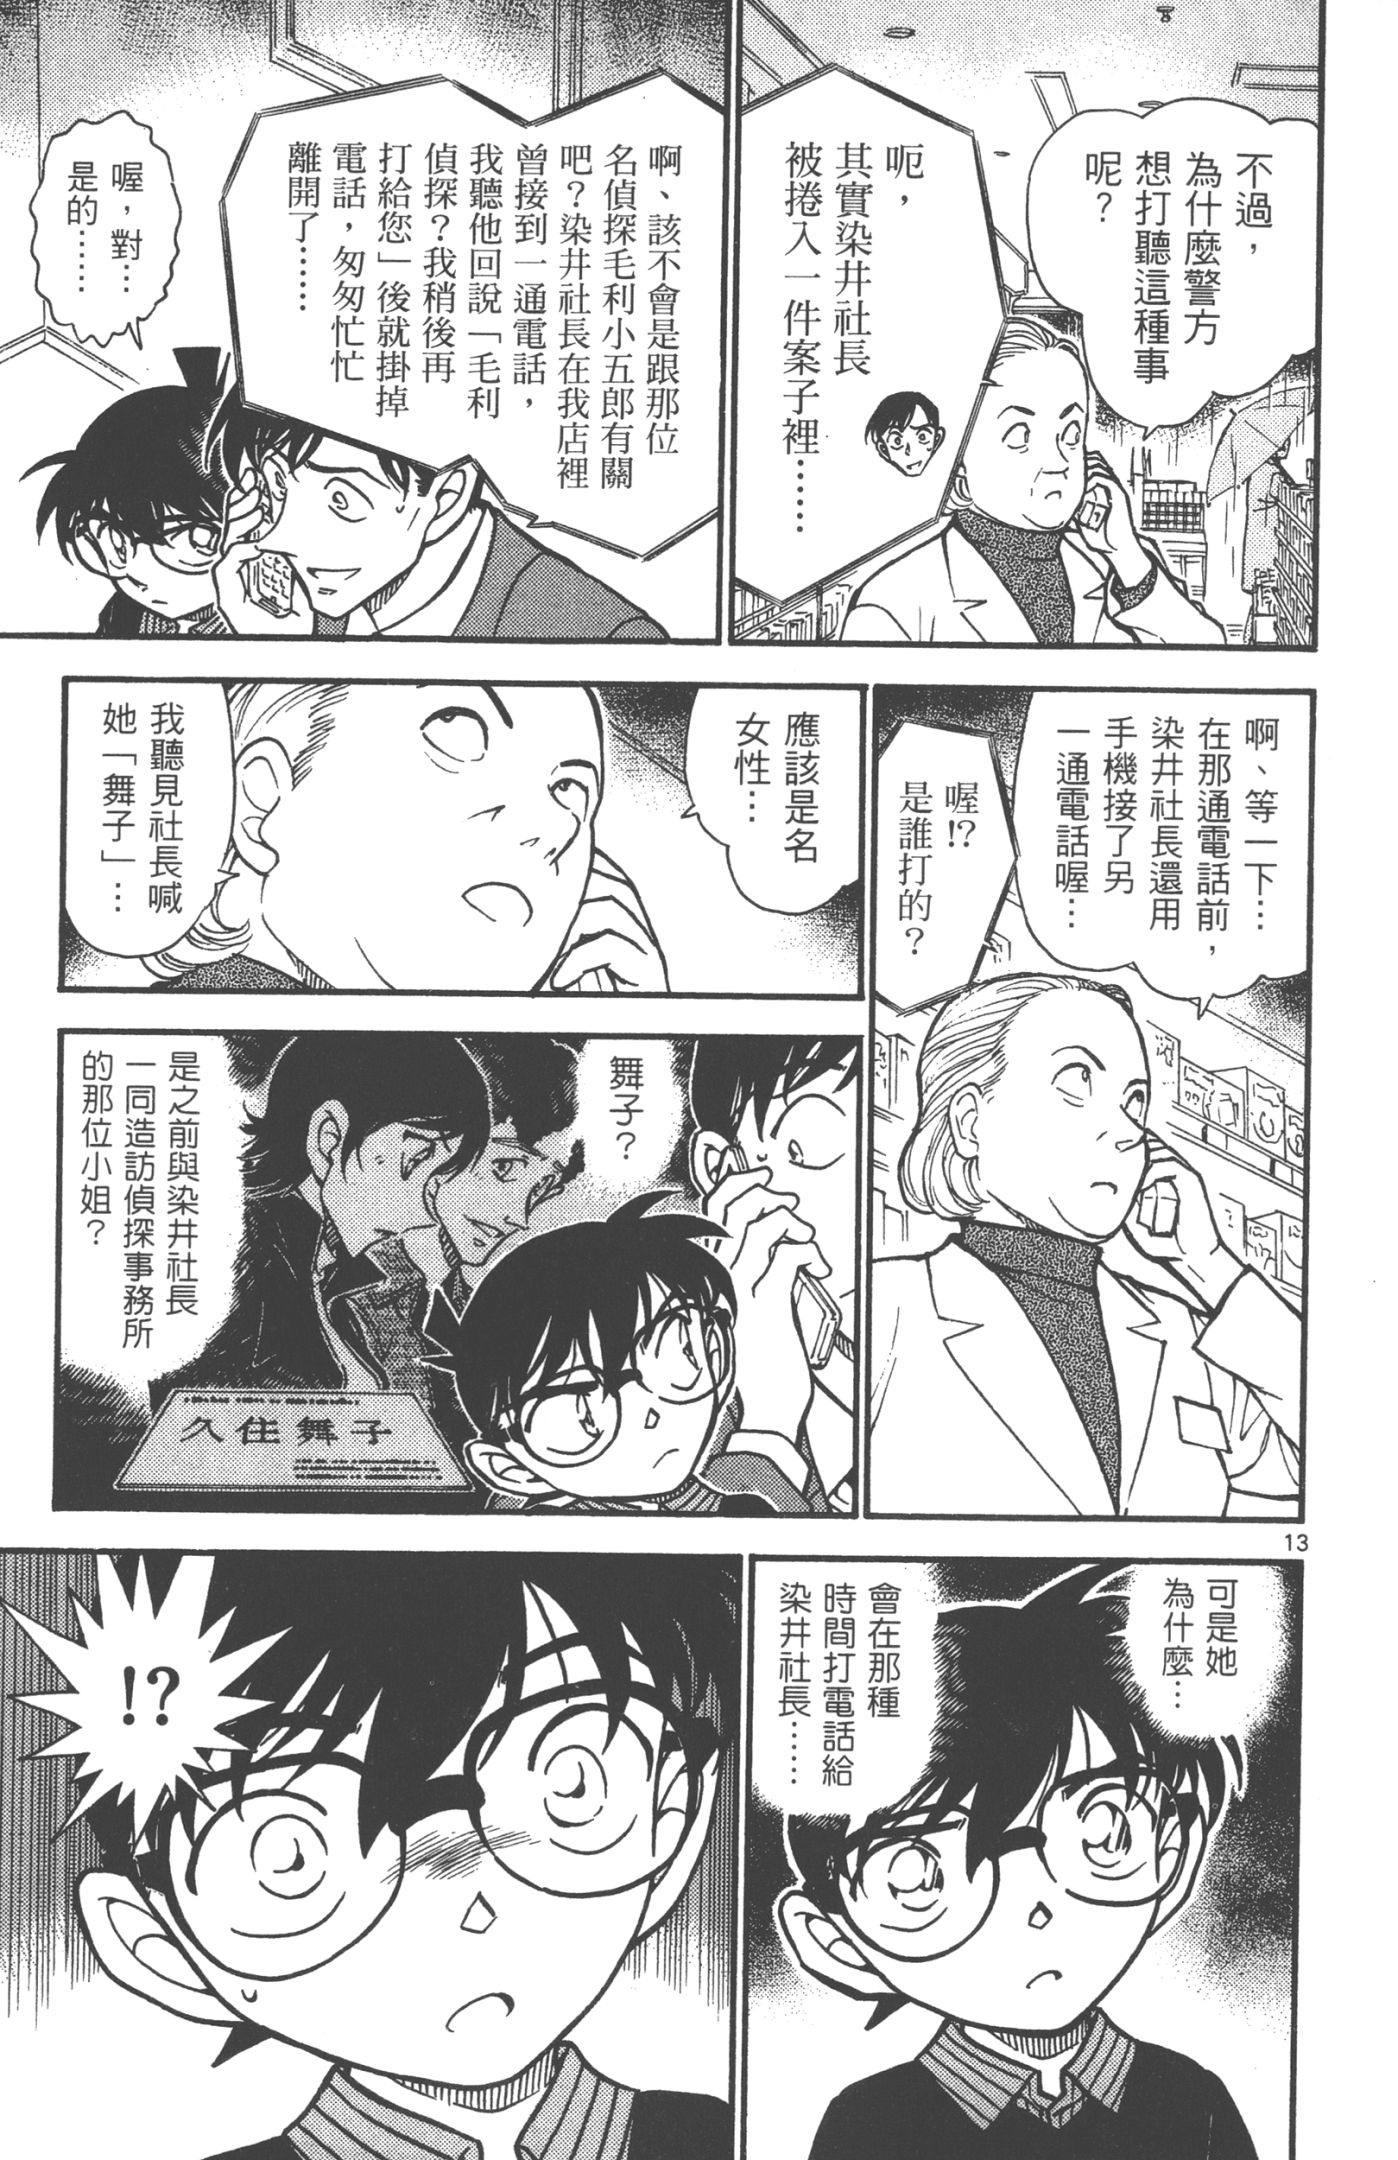 不過，
為什麼警方
想打聽這種事
呢？
呃，
其實染井社長
被捲入一件案子裡……
啊、該不會是跟那位
名偵探毛利小五郎有關
吧？染井社長在我店裡
曾接到一通電話，
我聽他回說「毛利
偵探？我稍後再
打給您」後就掛掉
電話，匆匆忙忙
離開了……
喔，對…
是的……
啊、等一下…
在那通電話前，
染井社長還用
手機接了另
一通電話喔…
喔!?
是誰打的？
應該是名
女性…
我聽見社長喊
她「舞子」…
舞子？
是之前與染井社長
一同造訪偵探事務所
的那位小姐？
久住舞子
13
可是她
為什麼…
會在那種
時間打電話給
染井社長……
!?